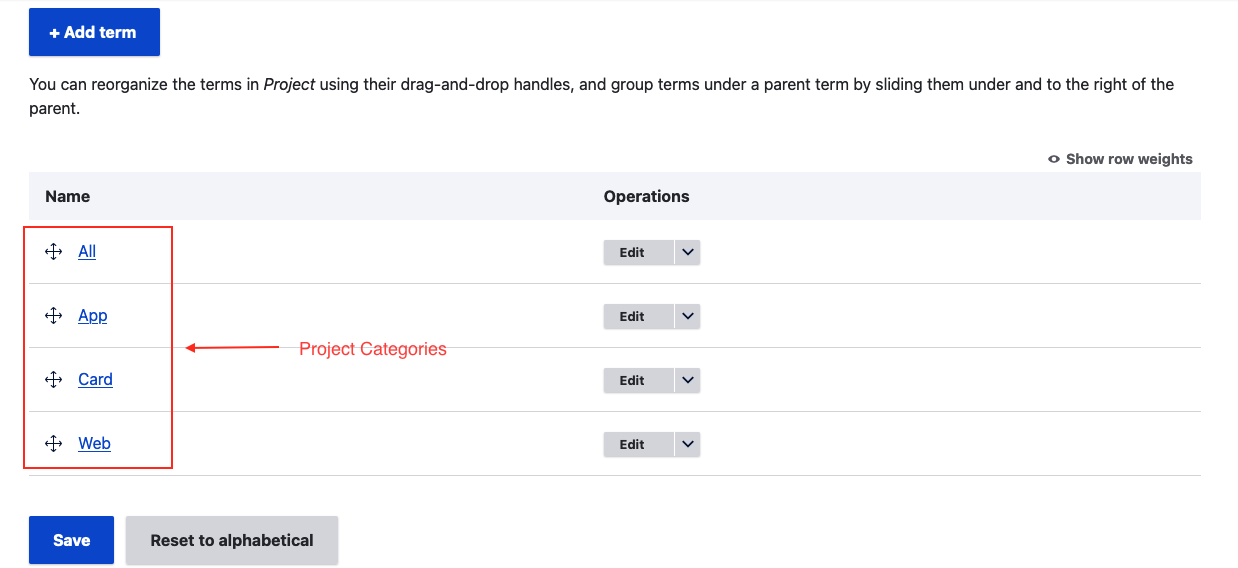 + Add term
You can reorganize the terms in Project using their drag-and-drop handles, and group terms under a parent term by sliding them under and to the right of the
parent.
Show row weights
Name Operations
All Edit
App Edit
Project Categories
Card Edit
Web Edit
Save Reset to alphabetical